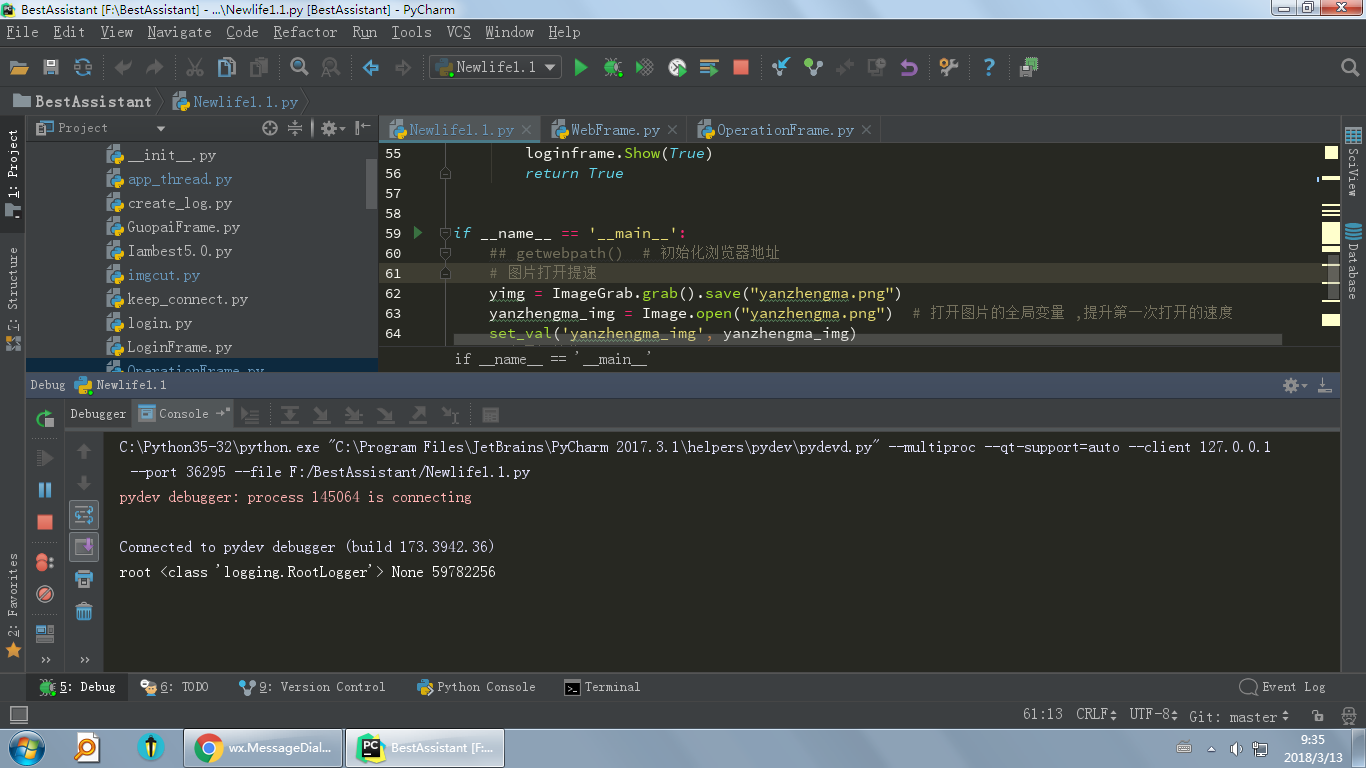 BestAssistant [F:\BestAssistant] - ...\Newlife1.1.py [BestAssistant] - PyCharm
File Edit View Navigate Code Refactor Run Tools VCS Window Help
Newlife1.1
BestAssistant Newlife1.1.py
Project
Newlife1.1.py WebFrame.py OperationFrame.py
1: Project
7: Structure
2: Favorites
__init__.py
app_thread.py
create_log.py
GuopaiFrame.py
Iambest5.0.py
imgcut.py
keep_connect.py
login.py
LoginFrame.py
OperationFrame.py
55 loginframe.Show(True)
56 return True
57
58
59 if __name__ == '__main__':
60 ## getwebpath() # 初始化浏览器地址
61 # 图片打开提速
62 yimg = ImageGrab.grab().save("yanzhengma.png")
63 yanzhengma_img = Image.open("yanzhengma.png") # 打开图片的全局变量 ,提升第一次打开的速度
64 set_val('yanzhengma_img', yanzhengma_img)
if __name__ == '__main__'
SciView
Database
Debug Newlife1.1
Debugger Console
C:\Python35-32\python.exe "C:\Program Files\JetBrains\PyCharm 2017.3.1\helpers\pydev\pydevd.py" --multiproc --qt-support=auto --client 127.0.0.1
--port 36295 --file F:/BestAssistant/Newlife1.1.py
pydev debugger: process 145064 is connecting
Connected to pydev debugger (build 173.3942.36)
root <class 'logging.RootLogger'> None 59782256
5: Debug 6: TODO 9: Version Control Python Console Terminal Event Log
61:13 CRLF UTF-8 Git: master
wx.MessageDial... BestAssistant [F:...
9:35
2018/3/13